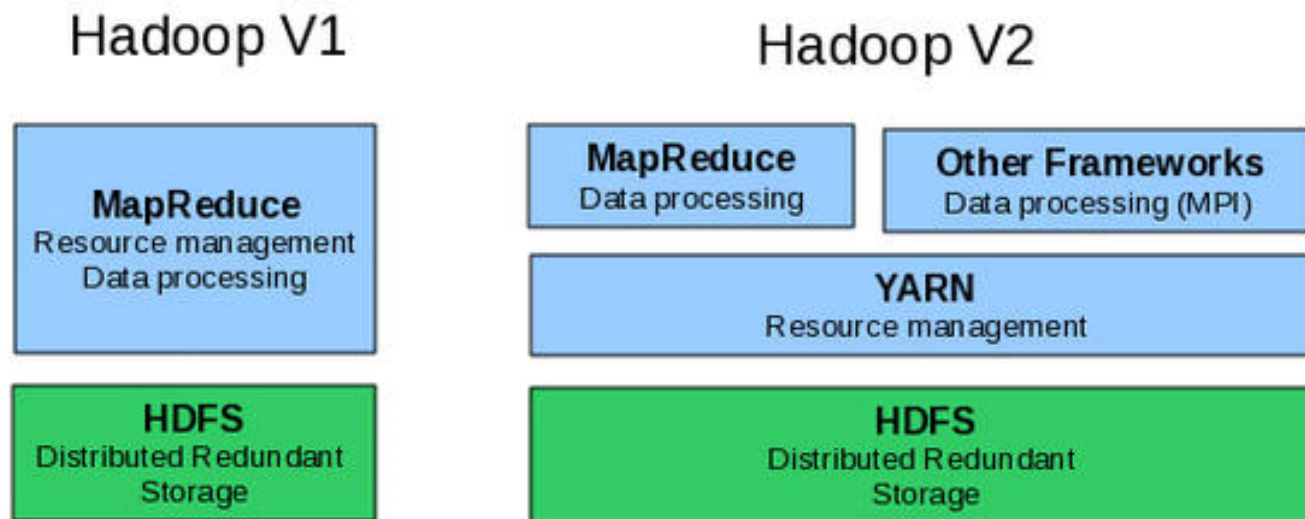 Hadoop V1
MapReduce
Resource management
Data processing
HDFS
Distributed Redundant
Storage
Hadoop V2
MapReduce
Data processing
Other Frameworks
Data processing (MPI)
YARN
Resource management
HDFS
Distributed Redundant
Storage